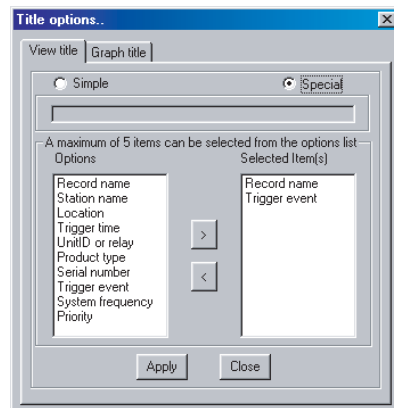 Title options..
View title
Graph title
Simple
Special
A maximum of 5 items can be selected from the options list
Options
Record name
Station name
Location
Trigger time
UnitID or relay
Product type
Serial number
Trigger event
System frequency
Priority
>
<
Selected Item(s)
Record name
Trigger event
Apply
Close